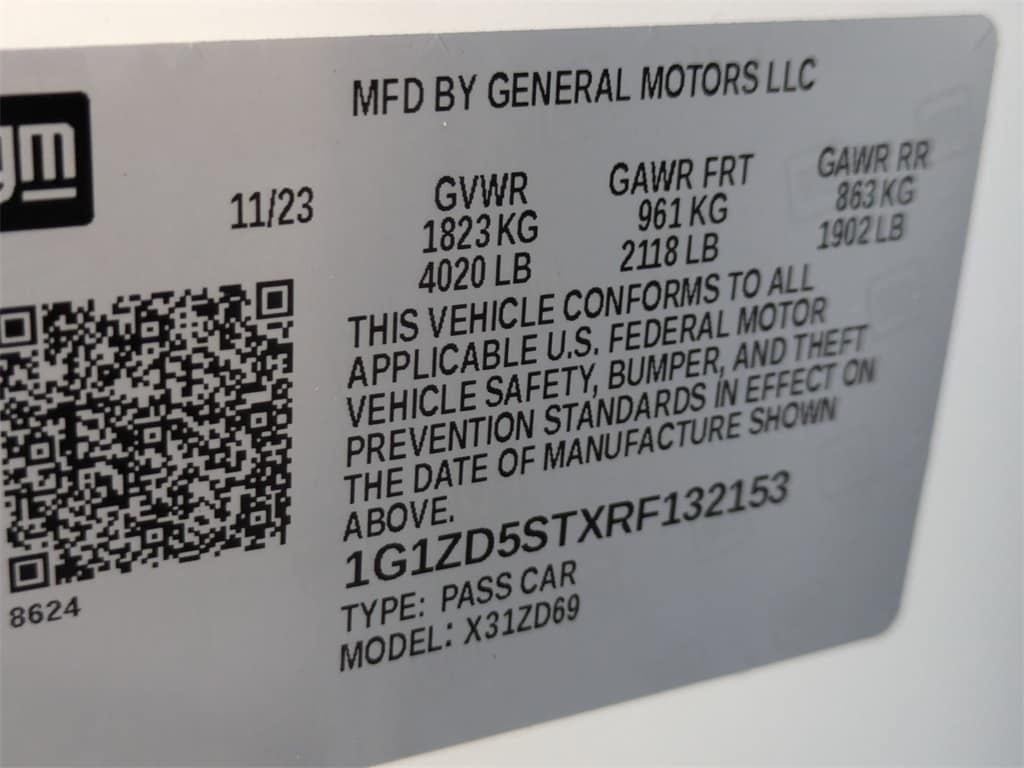 MFD BY GENERAL MOTORS LLC
gm
11/23
GVWR
1823 KG
4020 LB
GAWR FRT
961 KG
2118 LB
GAWR RR
863 KG
1902 LB
THIS VEHICLE CONFORMS TO ALL
APPLICABLE U.S. FEDERAL MOTOR
VEHICLE SAFETY, BUMPER, AND THEFT
PREVENTION STANDARDS IN EFFECT ON
THE DATE OF MANUFACTURE SHOWN
ABOVE.
1G1ZD5STXRF132153
TYPE: PASS CAR
MODEL: X31ZD69
8624